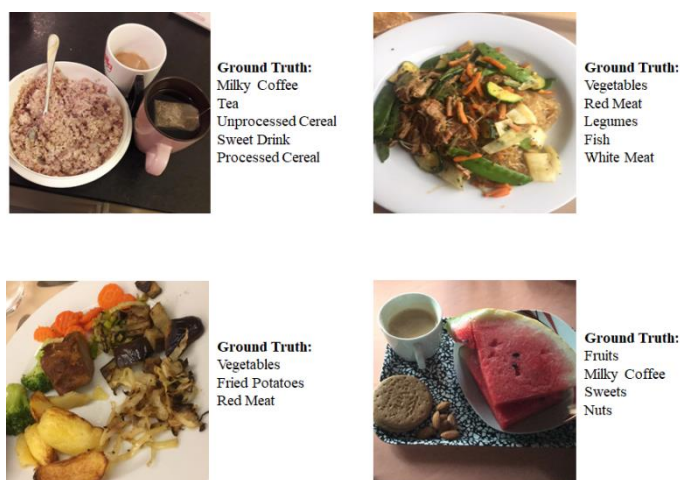 Ground Truth:
Milky Coffee
Tea
Unprocessed Cereal
Sweet Drink
Processed Cereal
Ground Truth:
Vegetables
Red Meat
Legumes
Fish
White Meat
Ground Truth:
Vegetables
Fried Potatoes
Red Meat
Ground Truth:
Fruits
Milky Coffee
Sweets
Nuts